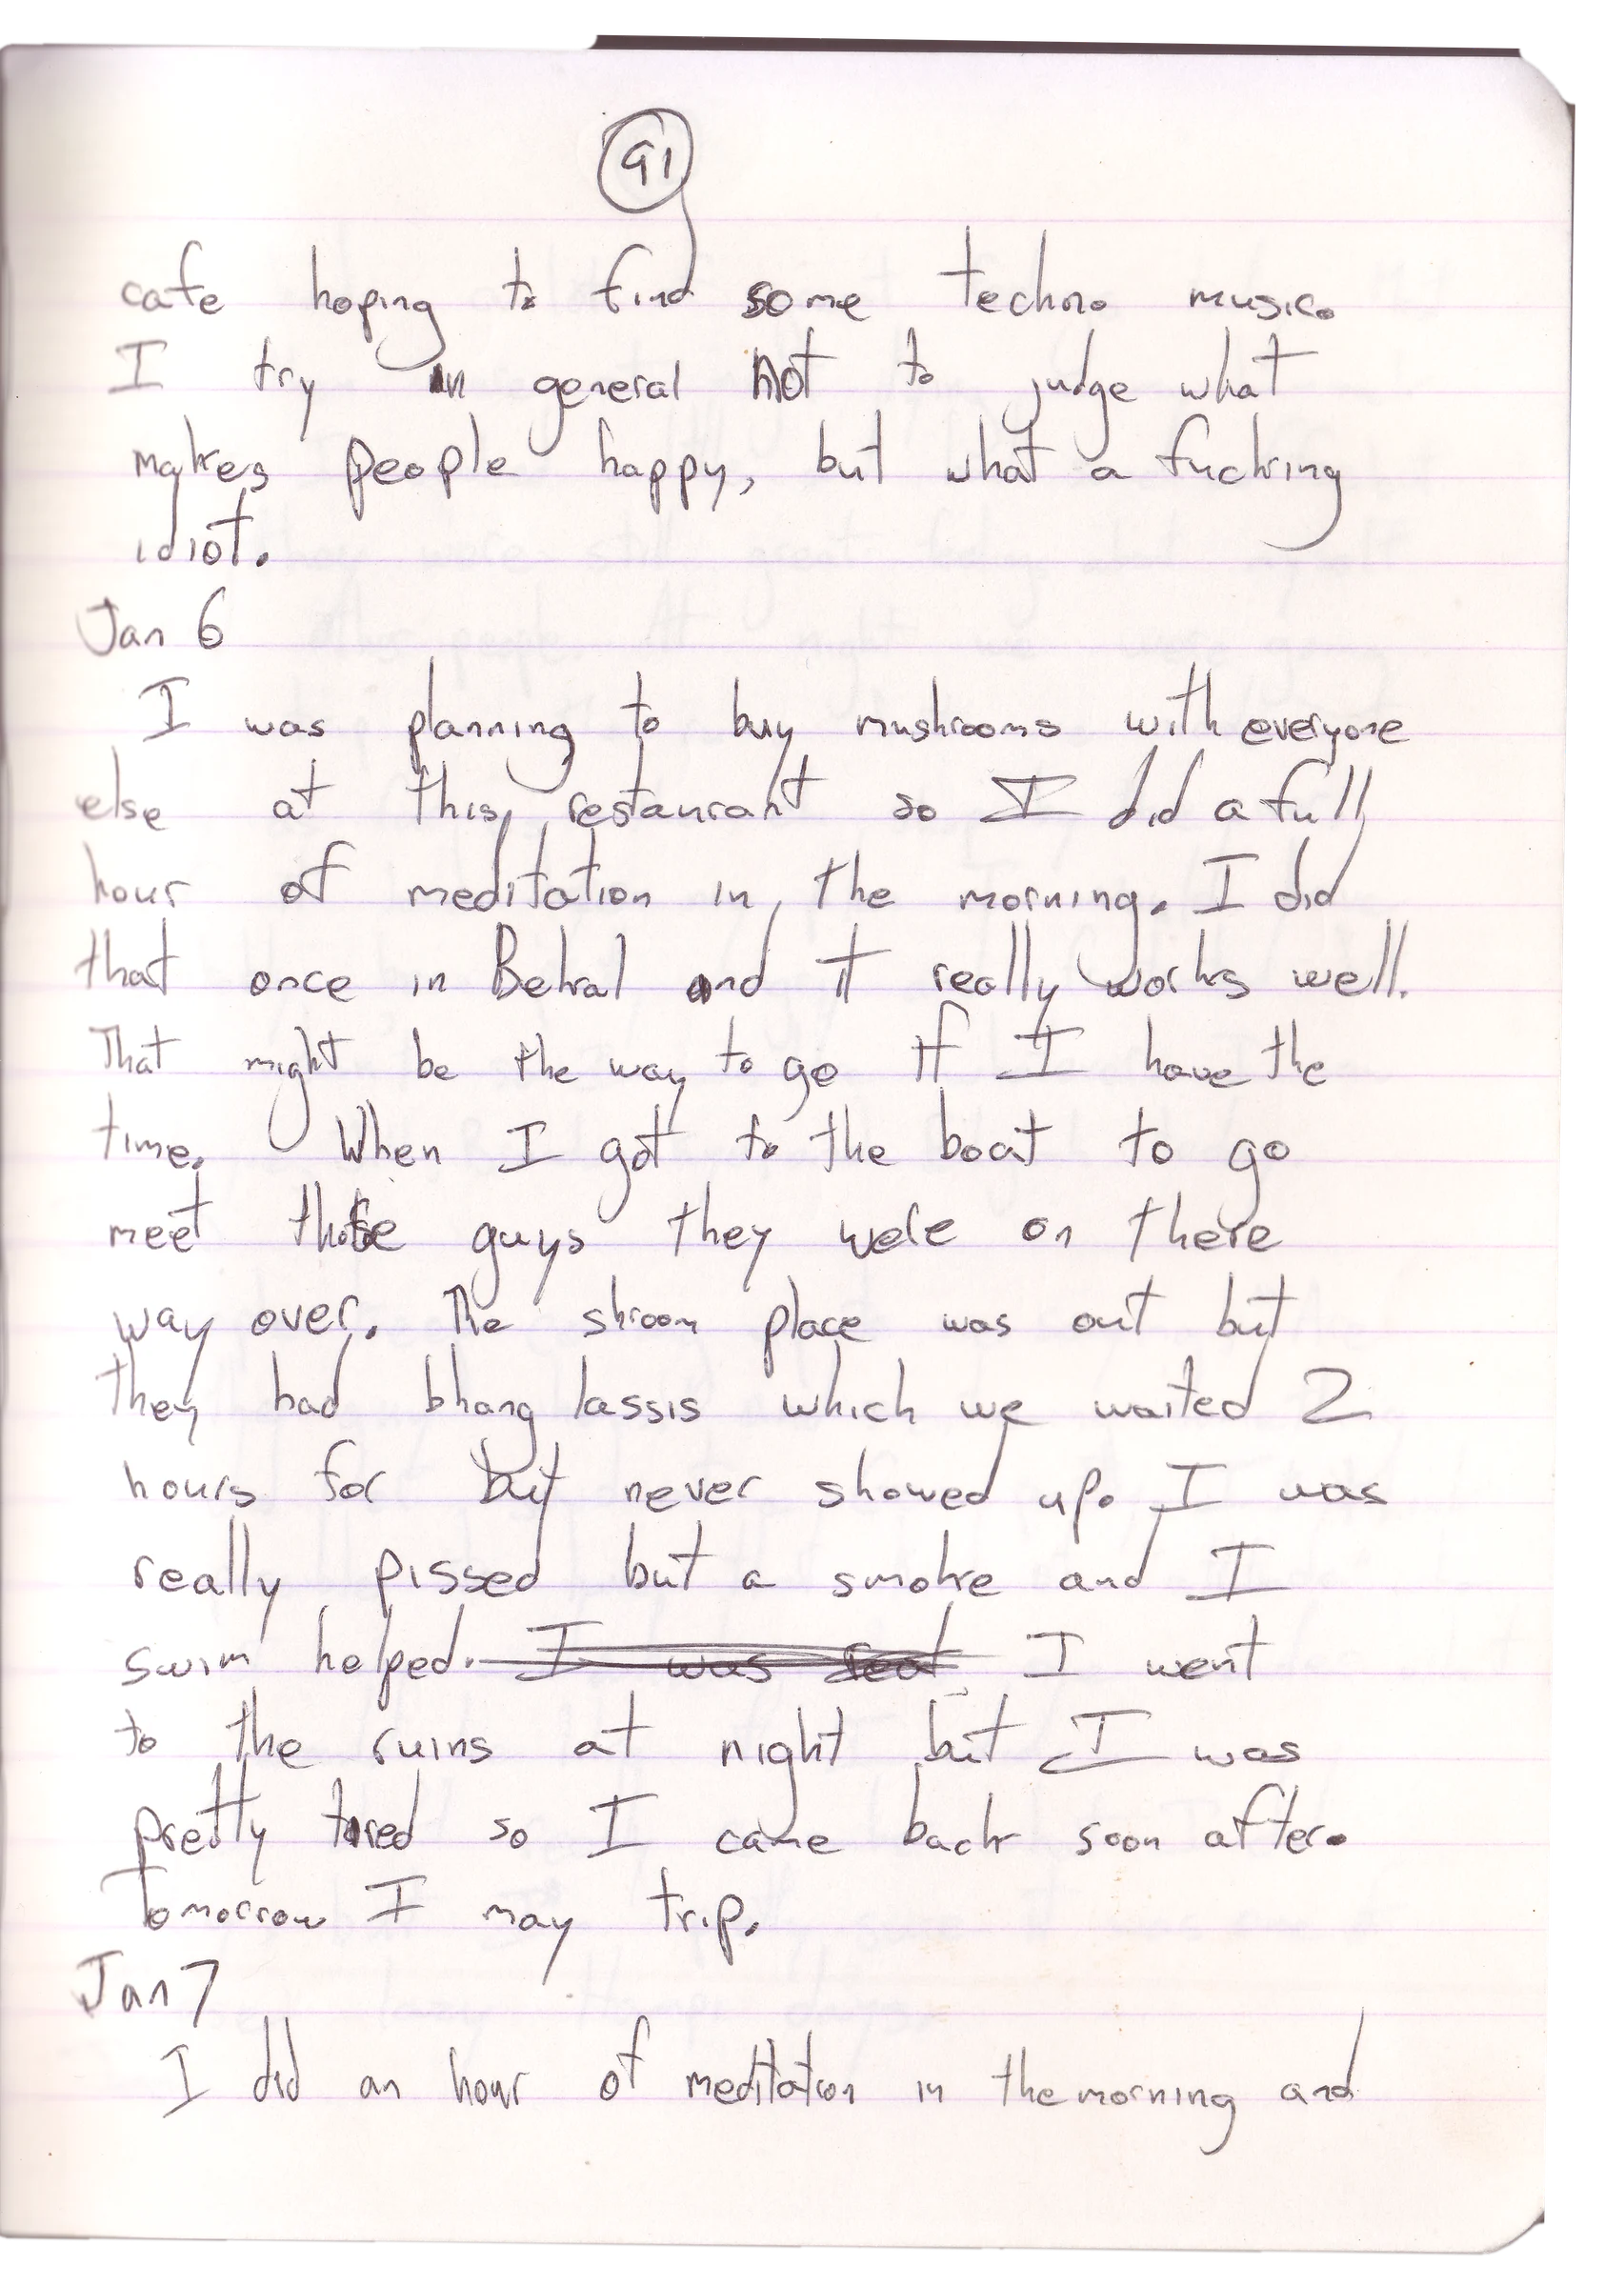 91
cafe hoping to find some techno music.
I try in general not to judge what
makes people happy, but what a fucking
idiot.
Jan 6
I was planning to buy mushrooms with everyone
else at this restaurant so I did a full
hour of meditation in the morning. I did
that once in Bekal and it really works well.
That might be the way to go if I have the
time. When I got to the boat to go
meet those guys they were on there
way over. The shroom place was out but
they had bhang lassis which we waited 2
hours for but never showed up. I was
really pissed but a smoke and I
swim helped. I was I went
to the ruins at night but I was
pretty tired so I came back soon after.
Tomorrow I may trip.
Jan 7
I did an hour of meditation in the morning and